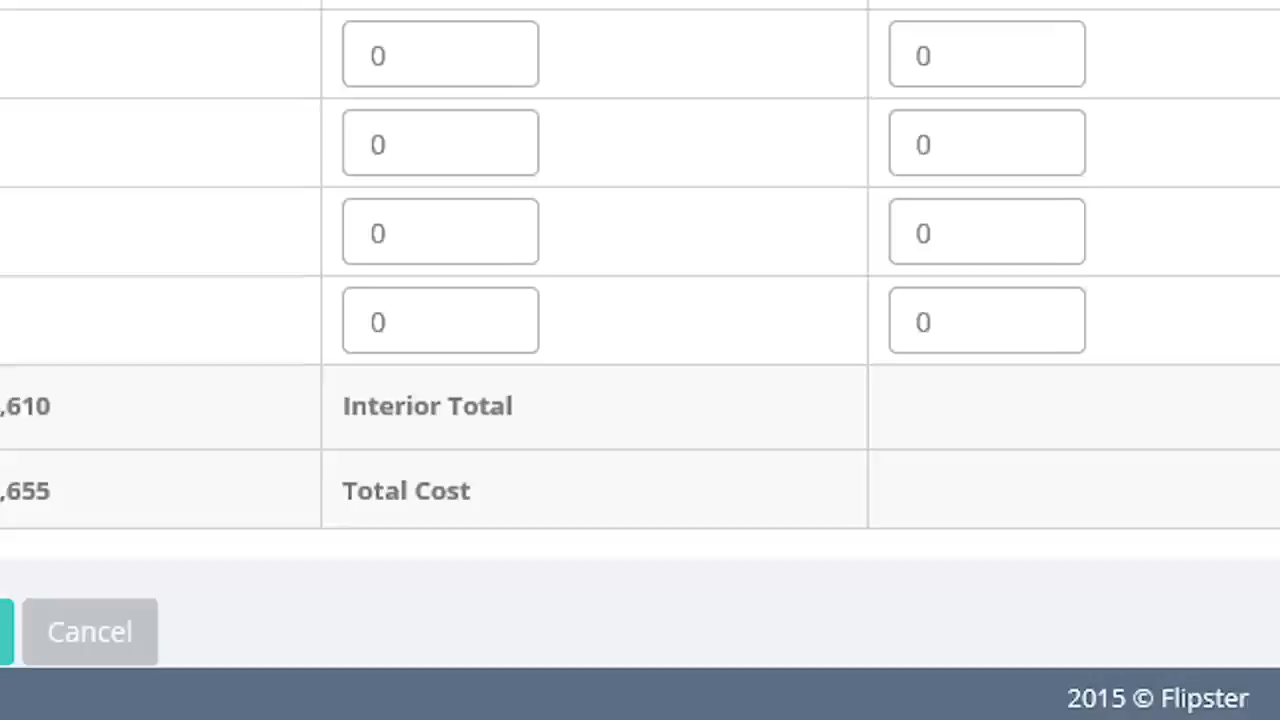 0 0
0 0
0 0
0 0
,610 Interior Total
,655 Total Cost
Cancel
2015 © Flipster